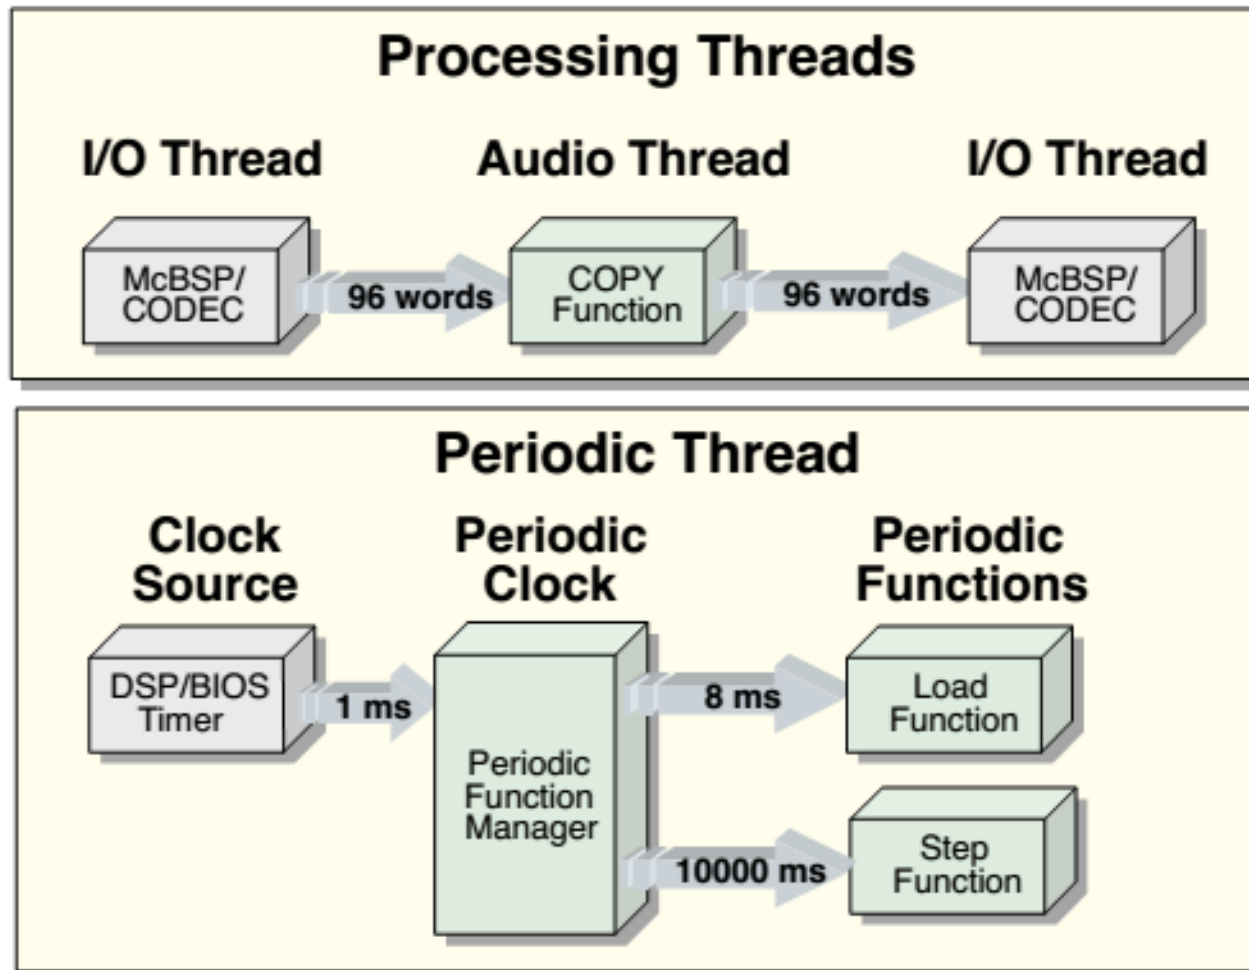 Processing Threads
I/O Thread
Audio Thread
I/O Thread
McBSP/
CODEC
96 words
COPY
Function
96 words
McBSP/
CODEC
Periodic Thread
Clock
Source
Periodic
Clock
Periodic
Functions
DSP/BIOS
Timer
1 ms
Periodic
Function
Manager
8 ms
Load
Function
10000 ms
Step
Function